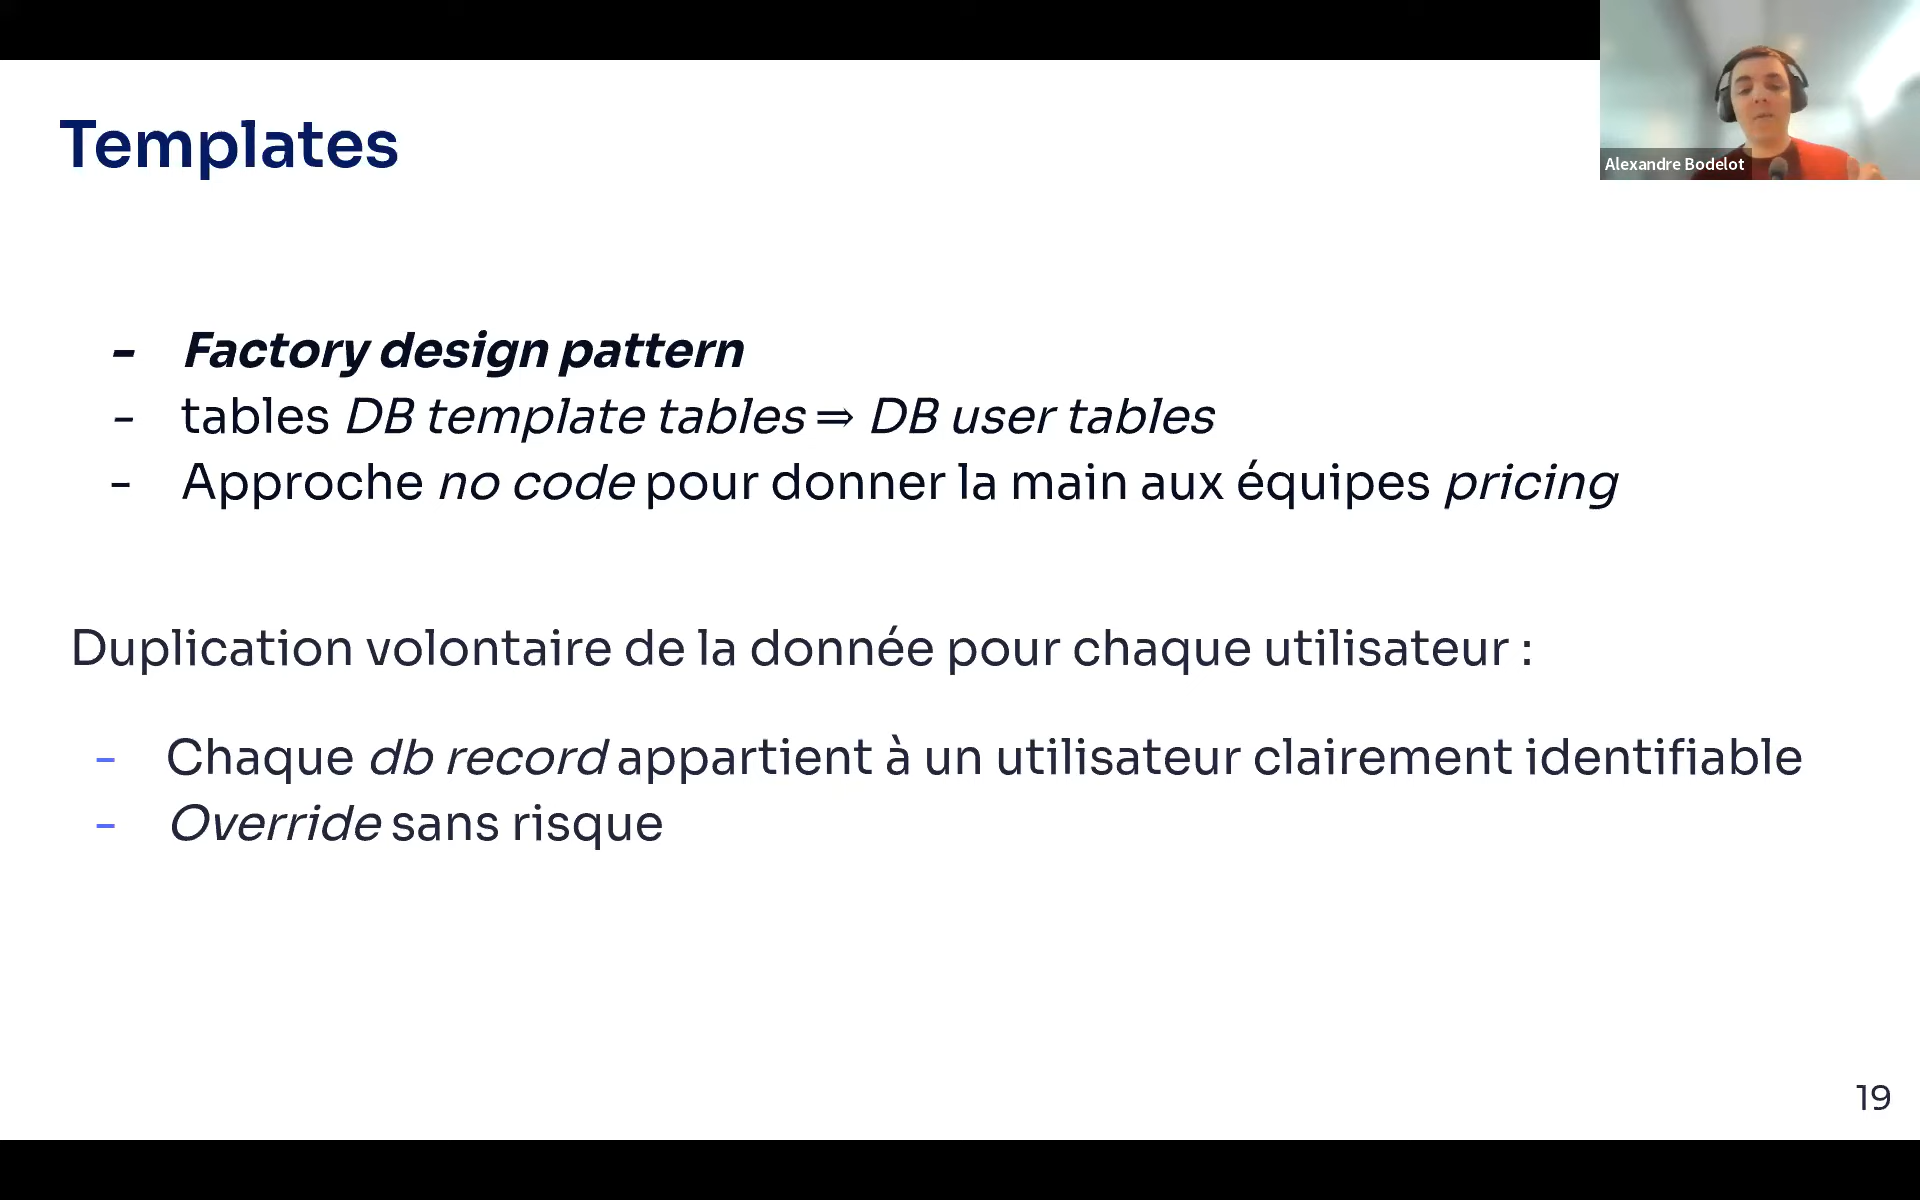 Templates
Alexandre Bodelot
- Factory design pattern
- tables DB template tables ⇒ DB user tables
- Approche no code pour donner la main aux équipes pricing
Duplication volontaire de la donnée pour chaque utilisateur :
- Chaque db record appartient à un utilisateur clairement identifiable
- Override sans risque
19